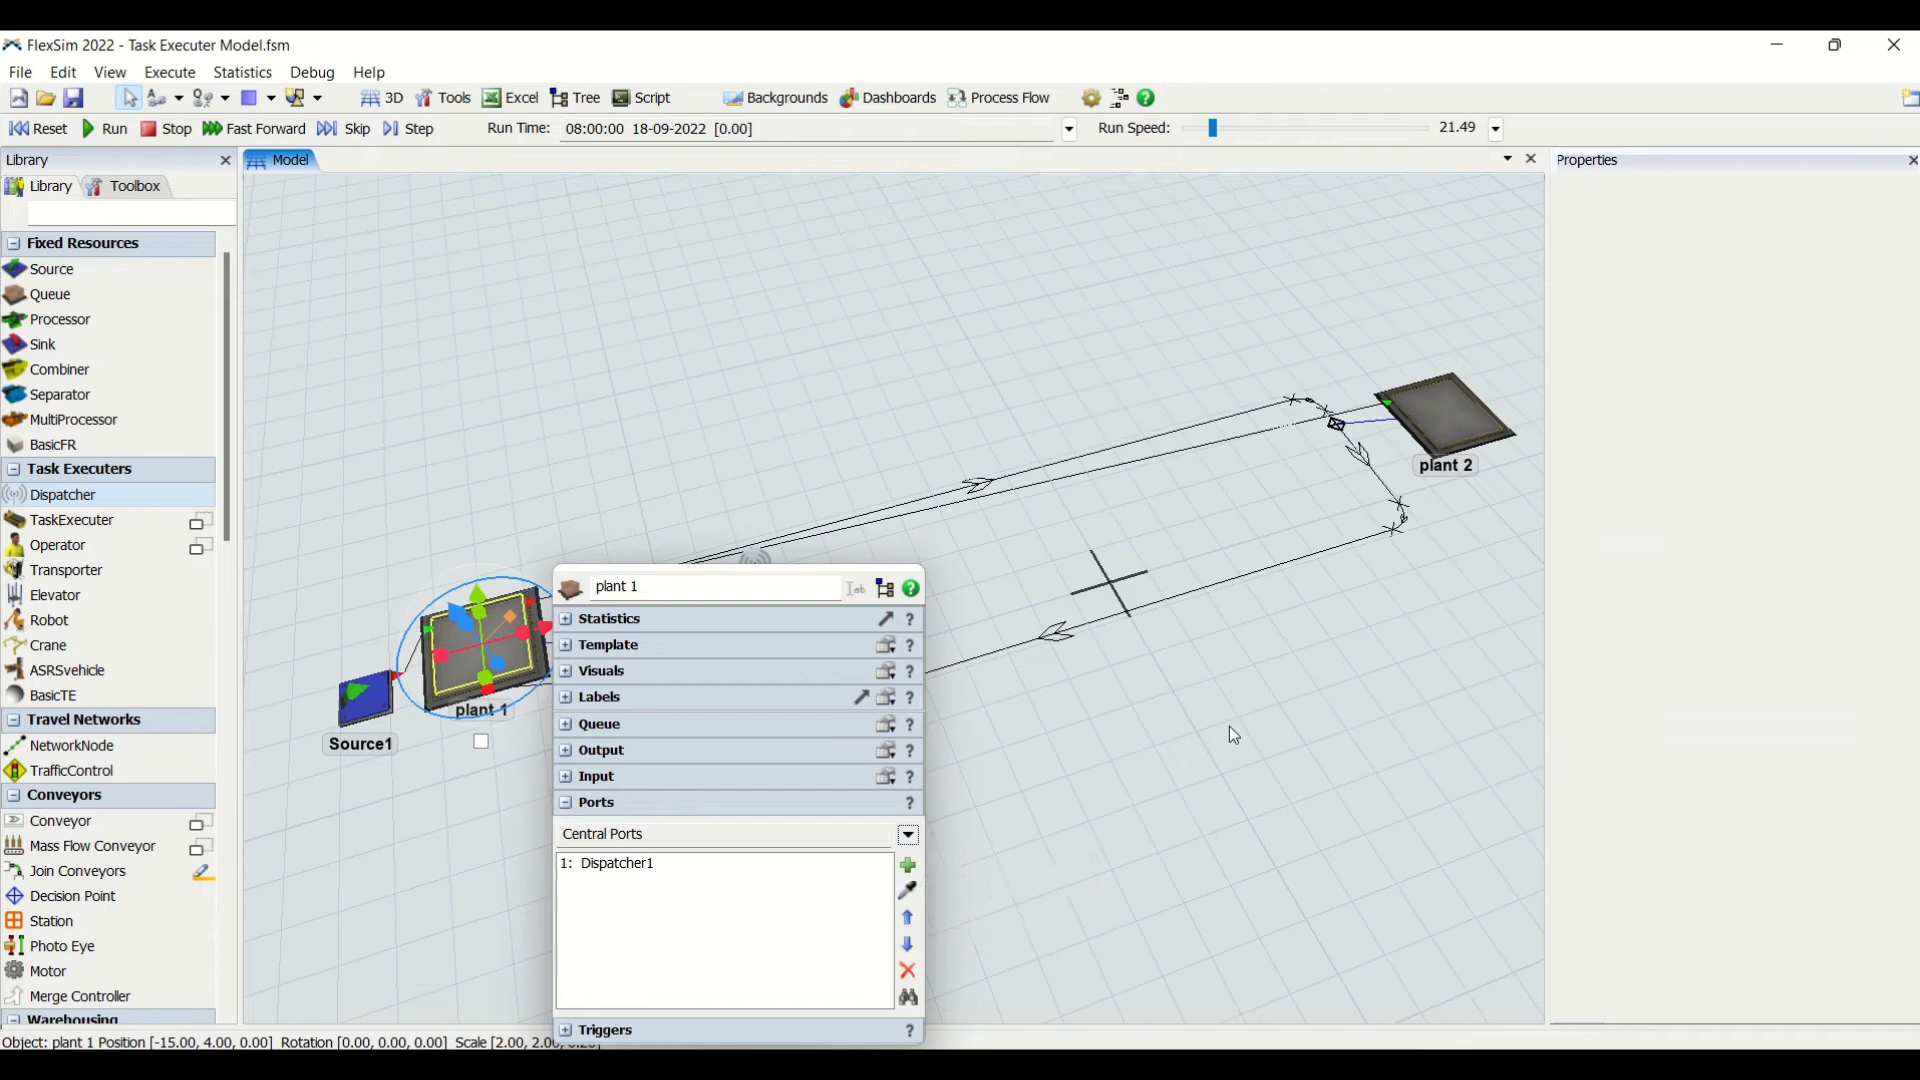 FlexSim 2022 - Task Executer Model.fsm
File Edit View Execute Statistics Debug Help
3D Tools Excel Tree Script Backgrounds Dashboards Process Flow
Reset Run Stop Fast Forward Skip Step Run Time: 08:00:00 18-09-2022 [0.00] Run Speed: 21.49
Library
Model
Properties
Library Toolbox
Fixed Resources
Source
Queue
Processor
Sink
Combiner
Separator
MultiProcessor
BasicFR
Task Executers
Dispatcher
TaskExecuter
Operator
Transporter
Elevator
Robot
Crane
ASRSvehicle
BasicTE
Travel Networks
NetworkNode
TrafficControl
Conveyors
Conveyor
Mass Flow Conveyor
Join Conveyors
Decision Point
Station
Photo Eye
Motor
Merge Controller
Warehousing
plant 2
plant 1
Source1
plant 1
Statistics
Template
Visuals
Labels
Queue
Output
Input
Ports
Central Ports
1: Dispatcher1
Triggers
Object: plant 1 Position [-15.00, 4.00, 0.00] Rotation [0.00, 0.00, 0.00] Scale [2.00, 2.00,